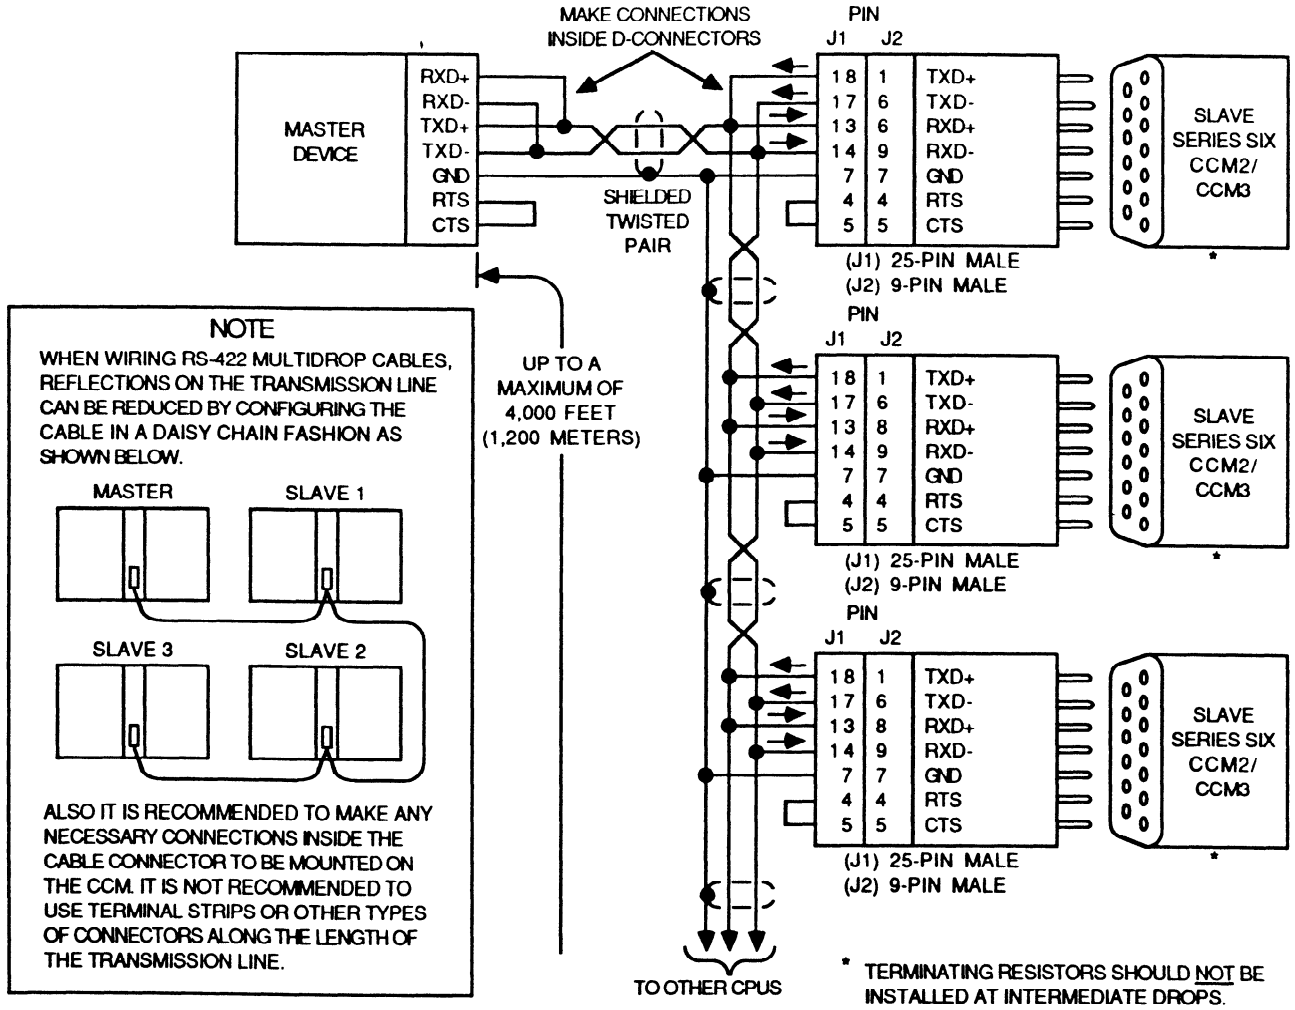 MAKE CONNECTIONS
INSIDE D-CONNECTORS
MASTER
DEVICE
RXD+
RXD-
TXD+
TXD-
GND
RTS
CTS
SHIELDED
TWISTED
PAIR
PIN
J1 J2
18 1 TXD+
17 6 TXD-
13 6 RXD+
14 9 RXD-
7 7 GND
4 4 RTS
5 5 CTS
(J1) 25-PIN MALE
(J2) 9-PIN MALE
SLAVE
SERIES SIX
CCM2/
CCM3
*
UP TO A
MAXIMUM OF
4,000 FEET
(1,200 METERS)
PIN
J1 J2
18 1 TXD+
17 6 TXD-
13 8 RXD+
14 9 RXD-
7 7 GND
4 4 RTS
5 5 CTS
(J1) 25-PIN MALE
(J2) 9-PIN MALE
SLAVE
SERIES SIX
CCM2/
CCM3
*
PIN
J1 J2
18 1 TXD+
17 6 TXD-
13 8 RXD+
14 9 RXD-
7 7 GND
4 4 RTS
5 5 CTS
(J1) 25-PIN MALE
(J2) 9-PIN MALE
SLAVE
SERIES SIX
CCM2/
CCM3
*
TO OTHER CPUS
* TERMINATING RESISTORS SHOULD NOT BE
INSTALLED AT INTERMEDIATE DROPS.
NOTE
WHEN WIRING RS-422 MULTIDROP CABLES,
REFLECTIONS ON THE TRANSMISSION LINE
CAN BE REDUCED BY CONFIGURING THE
CABLE IN A DAISY CHAIN FASHION AS
SHOWN BELOW.
MASTER
SLAVE 1
SLAVE 3
SLAVE 2
ALSO IT IS RECOMMENDED TO MAKE ANY
NECESSARY CONNECTIONS INSIDE THE
CABLE CONNECTOR TO BE MOUNTED ON
THE CCM. IT IS NOT RECOMMENDED TO
USE TERMINAL STRIPS OR OTHER TYPES
OF CONNECTORS ALONG THE LENGTH OF
THE TRANSMISSION LINE.